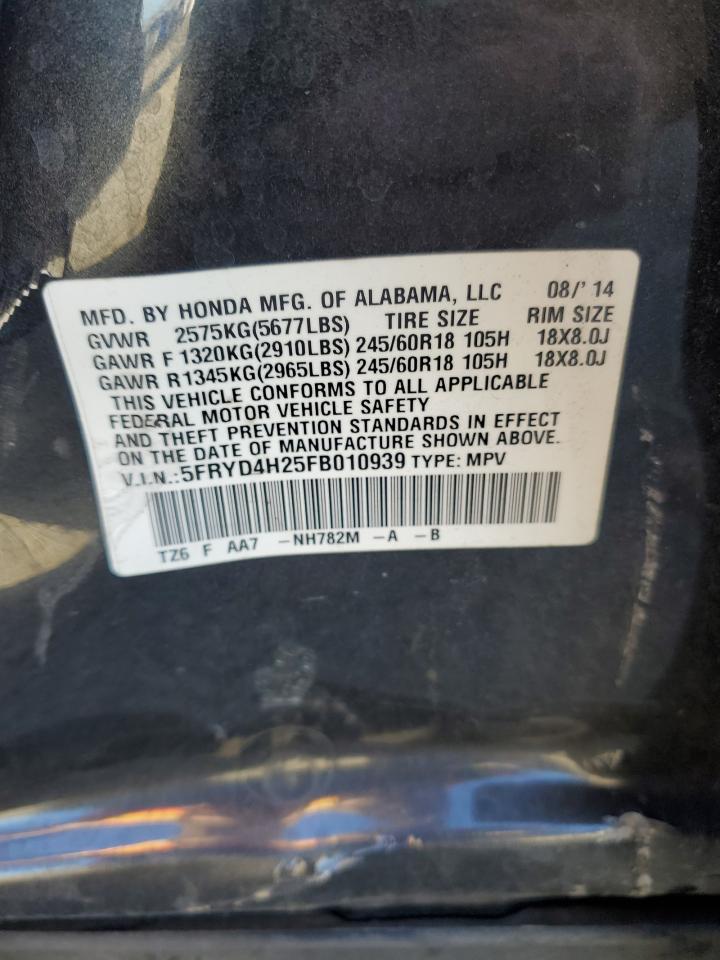 MFD. BY HONDA MFG. OF ALABAMA, LLC 08/'14
GVWR 2575KG(5677LBS) TIRE SIZE RIM SIZE
GAWR F 1320KG(2910LBS) 245/60R18 105H 18X8.0J
GAWR R1345KG(2965LBS) 245/60R18 105H 18X8.0J
THIS VEHICLE CONFORMS TO ALL APPLICABLE
FEDERAL MOTOR VEHICLE SAFETY
AND THEFT PREVENTION STANDARDS IN EFFECT
ON THE DATE OF MANUFACTURE SHOWN ABOVE.
V.I.N.:5FRYD4H25FB010939 TYPE: MPV
TZ6 F AA7 -NH782M -A -B